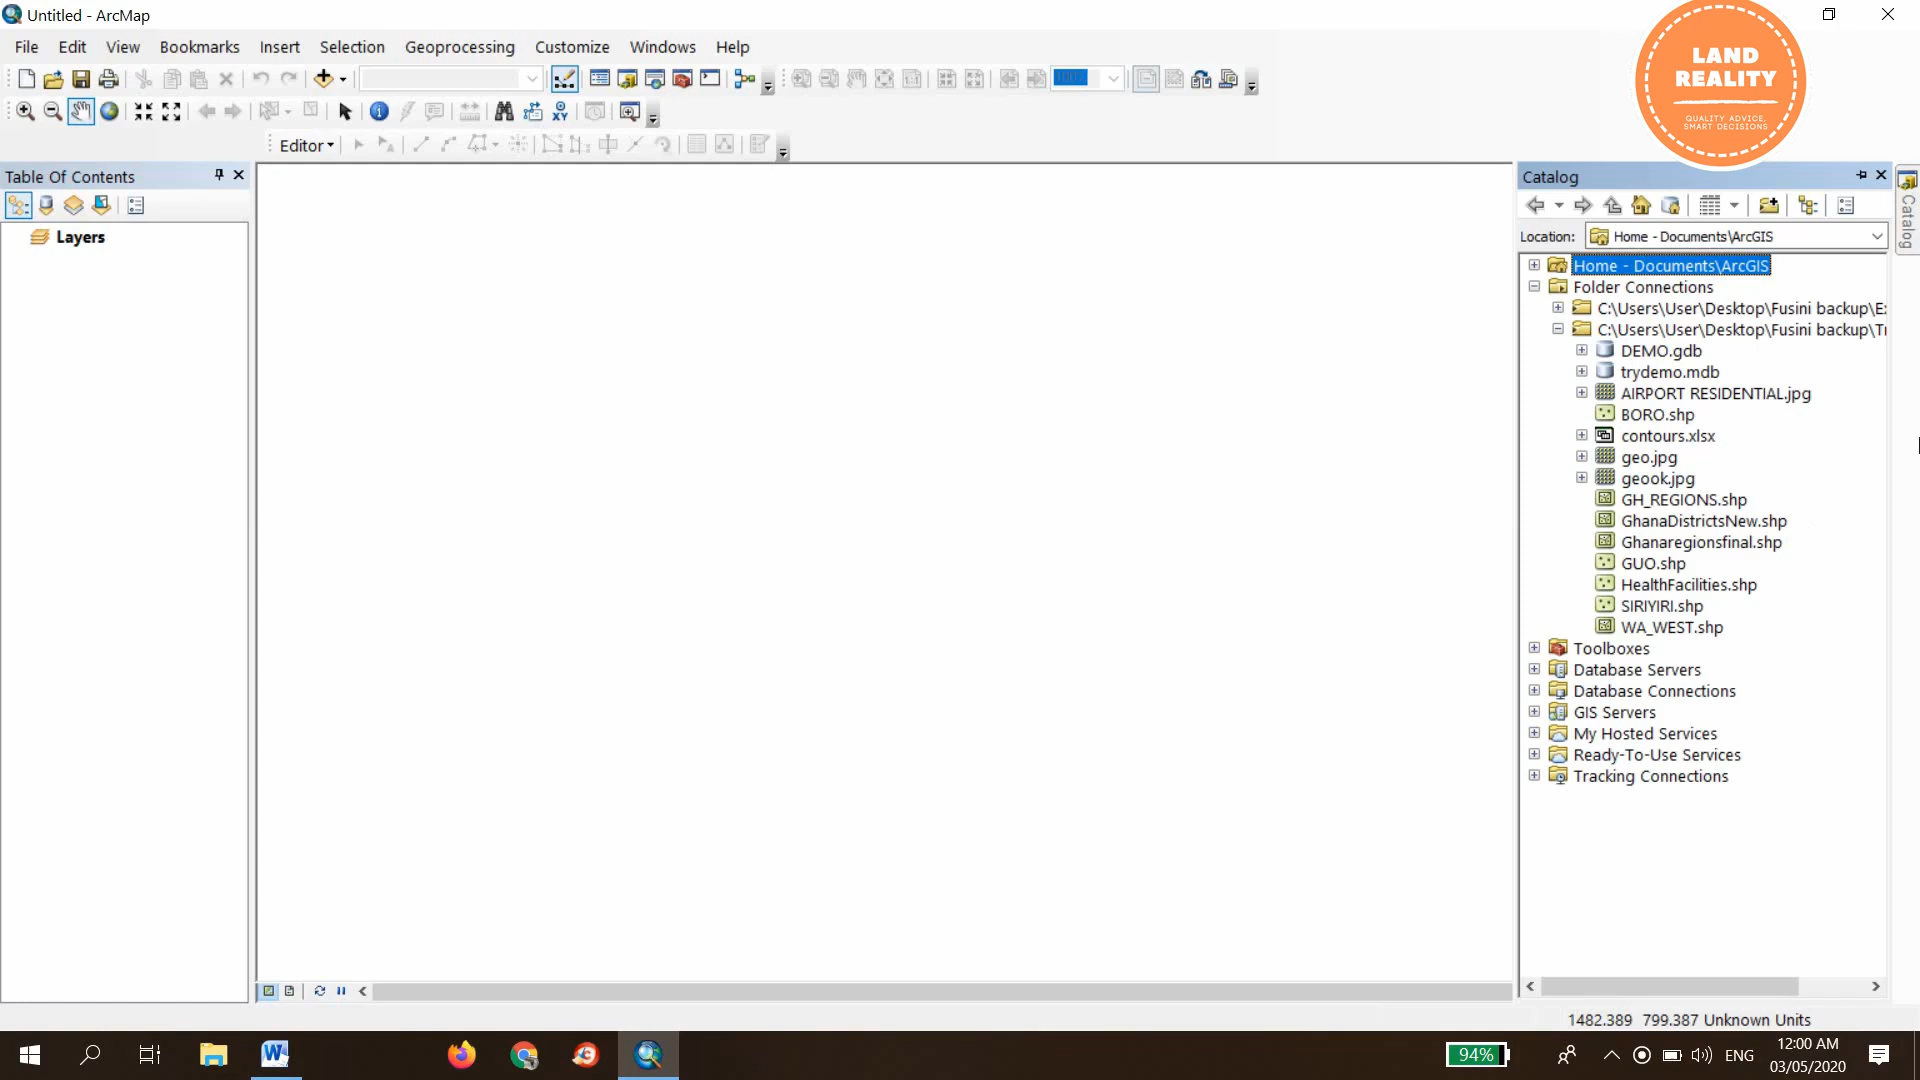 Untitled - ArcMap
File Edit View Bookmarks Insert Selection Geoprocessing Customize Windows Help
LAND
REALITY
QUALITY ADVICE,
SMART DECISIONS
XY
Editor
Table Of Contents
Layers
Catalog
Catalog
Location: Home - Documents\ArcGIS
Home - Documents\ArcGIS
Folder Connections
C:\Users\User\Desktop\Fusini backup\E
C:\Users\User\Desktop\Fusini backup\T
DEMO.gdb
trydemo.mdb
AIRPORT RESIDENTIAL.jpg
BORO.shp
contours.xlsx
geo.jpg
geook.jpg
GH_REGIONS.shp
GhanaDistrictsNew.shp
Ghanaregionsfinal.shp
GUO.shp
HealthFacilities.shp
SIRIYIRI.shp
WA_WEST.shp
Toolboxes
Database Servers
Database Connections
GIS Servers
My Hosted Services
Ready-To-Use Services
Tracking Connections
1482.389 799.387 Unknown Units
94%
ENG
12:00 AM
03/05/2020